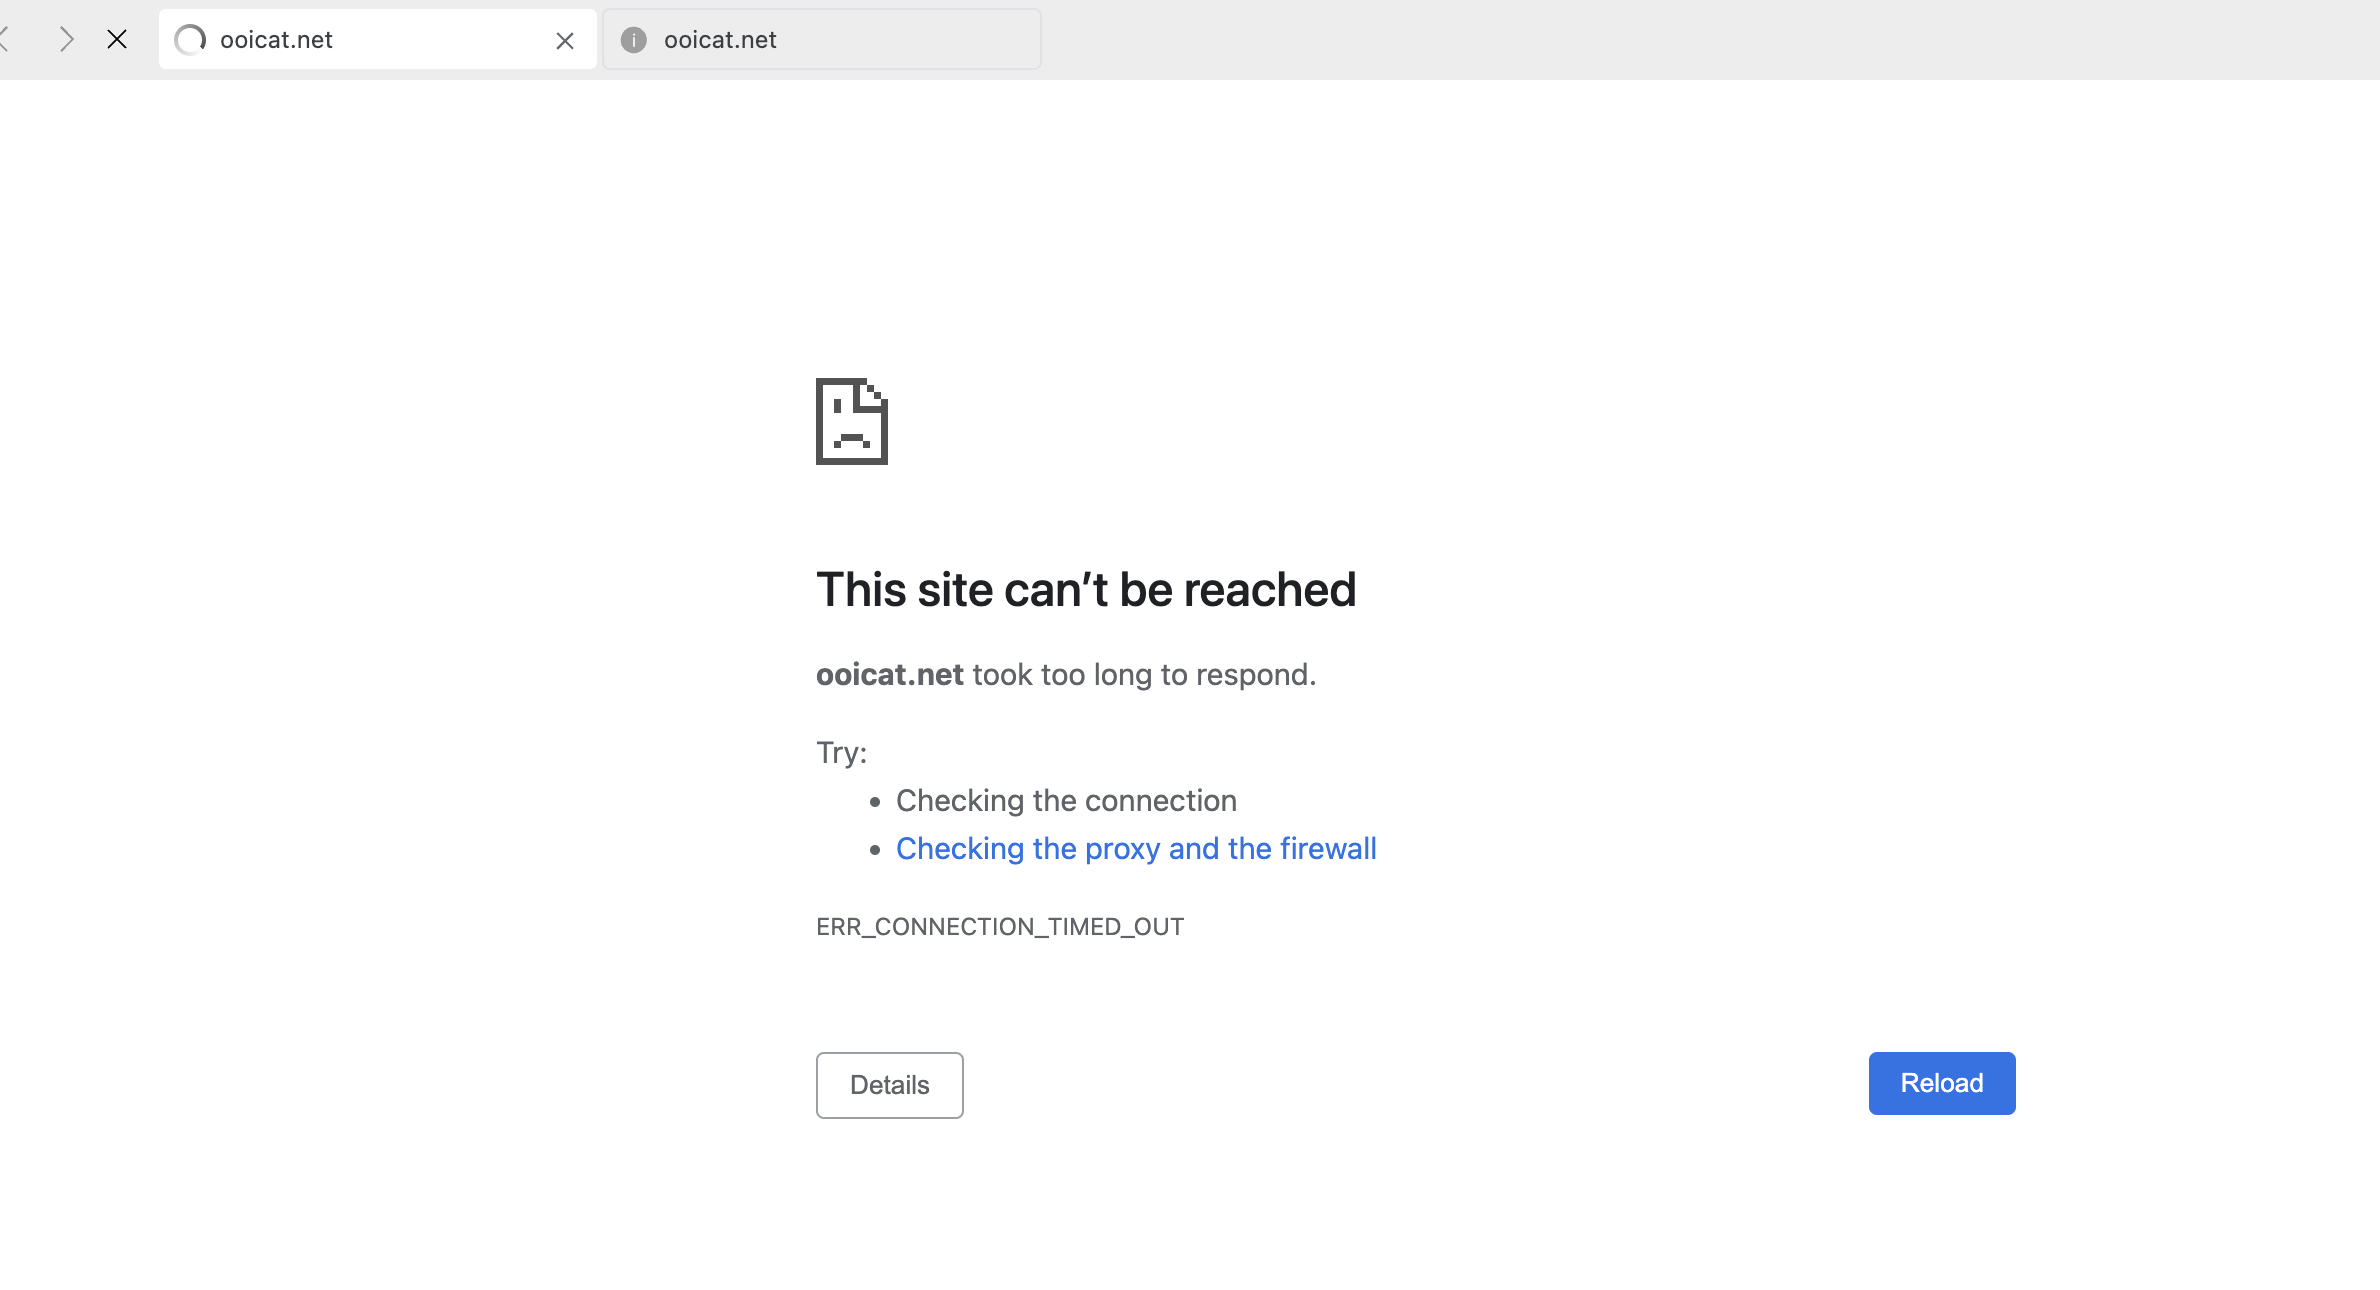 ooicat.net
ooicat.net
This site can’t be reached
ooicat.net took too long to respond.
Try:
• Checking the connection
• Checking the proxy and the firewall
ERR_CONNECTION_TIMED_OUT
Details
Reload